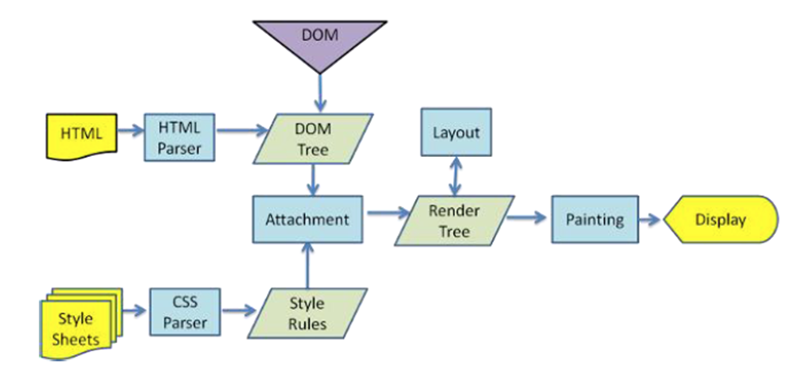 DOM
HTML
HTML
Parser
DOM
Tree
Layout
Attachment
Render
Tree
Painting
Display
Style
Sheets
CSS
Parser
Style
Rules